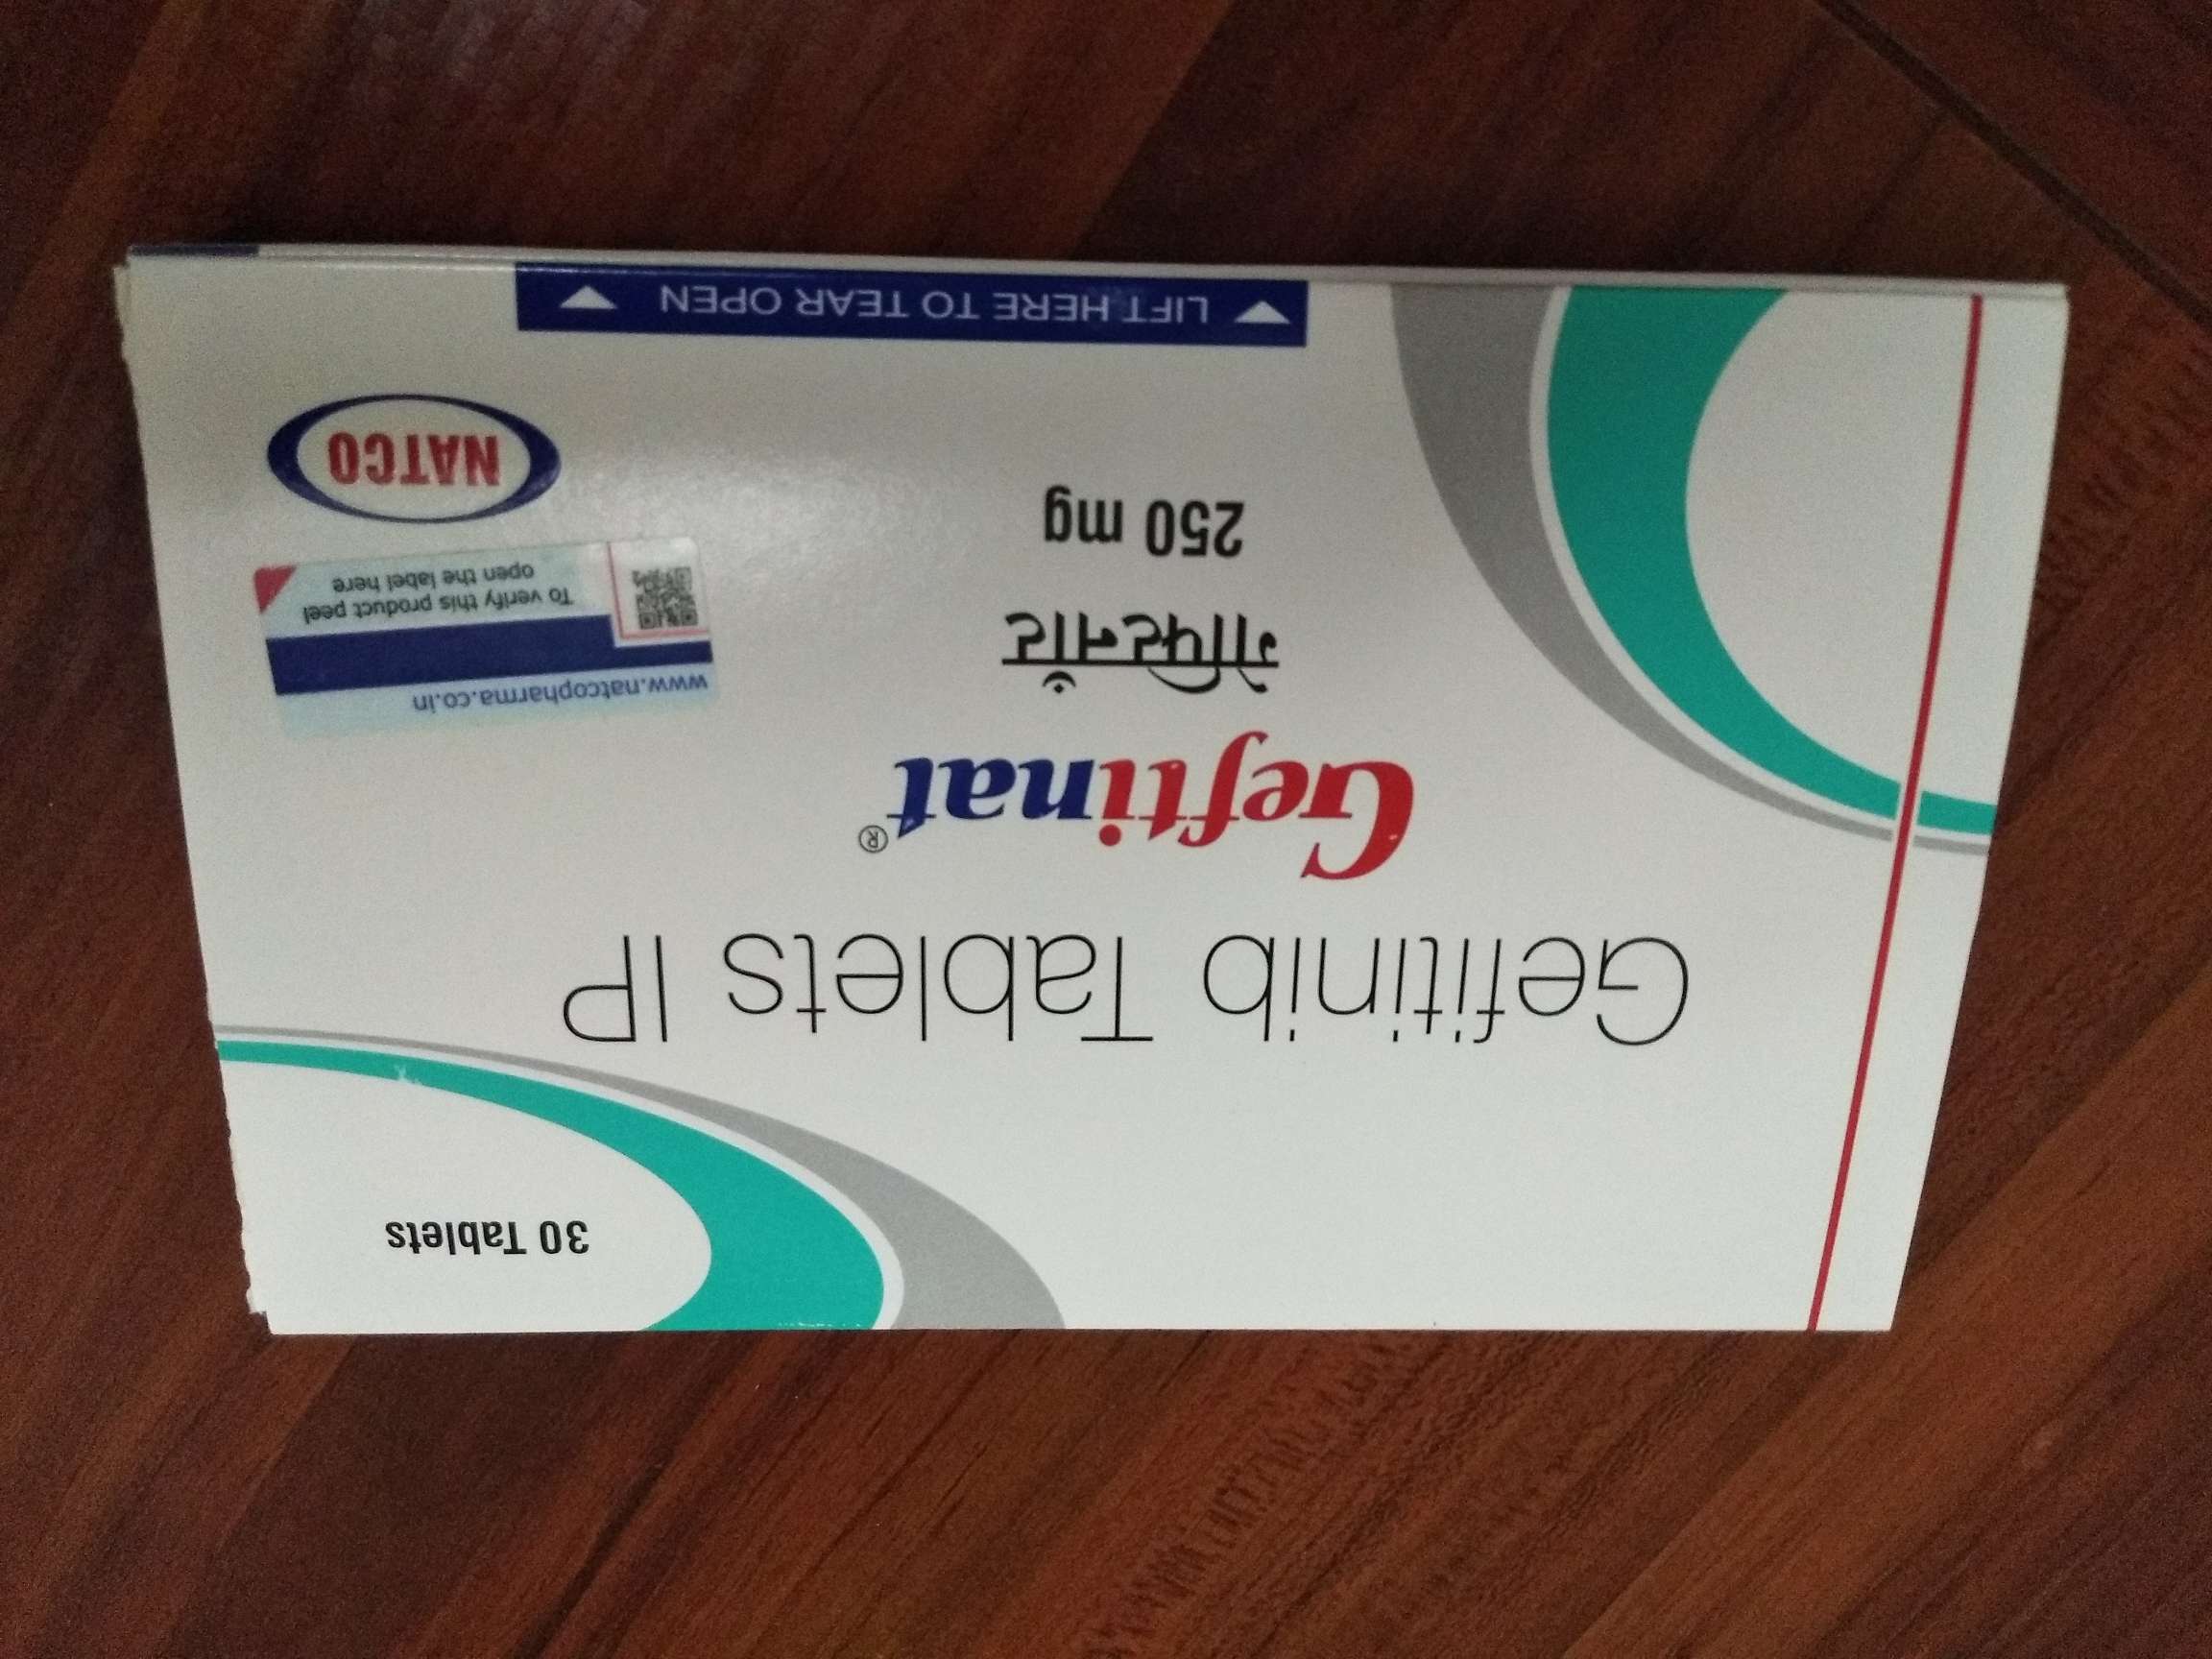 30 Tablets
Gefitinib Tablets IP
Geftinat®
गेफ्टिनॉट
250 mg
www.natcopharma.co.in
To verify this product peel
open the label here
NATCO
LIFT HERE TO TEAR OPEN